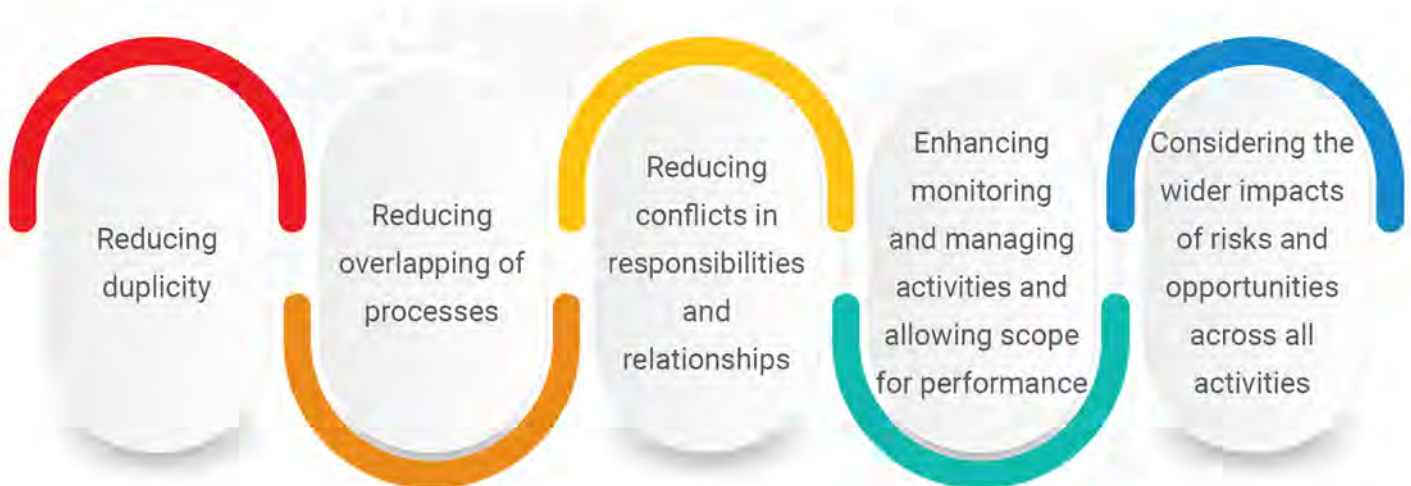 Reducing
duplicity
Reducing
overlapping of
processes
Reducing
conflicts in
responsibilities
and
relationships
Enhancing
monitoring
and managing
activities and
allowing scope
for performance
Considering the
wider impacts
of risks and
opportunities
across all
activities